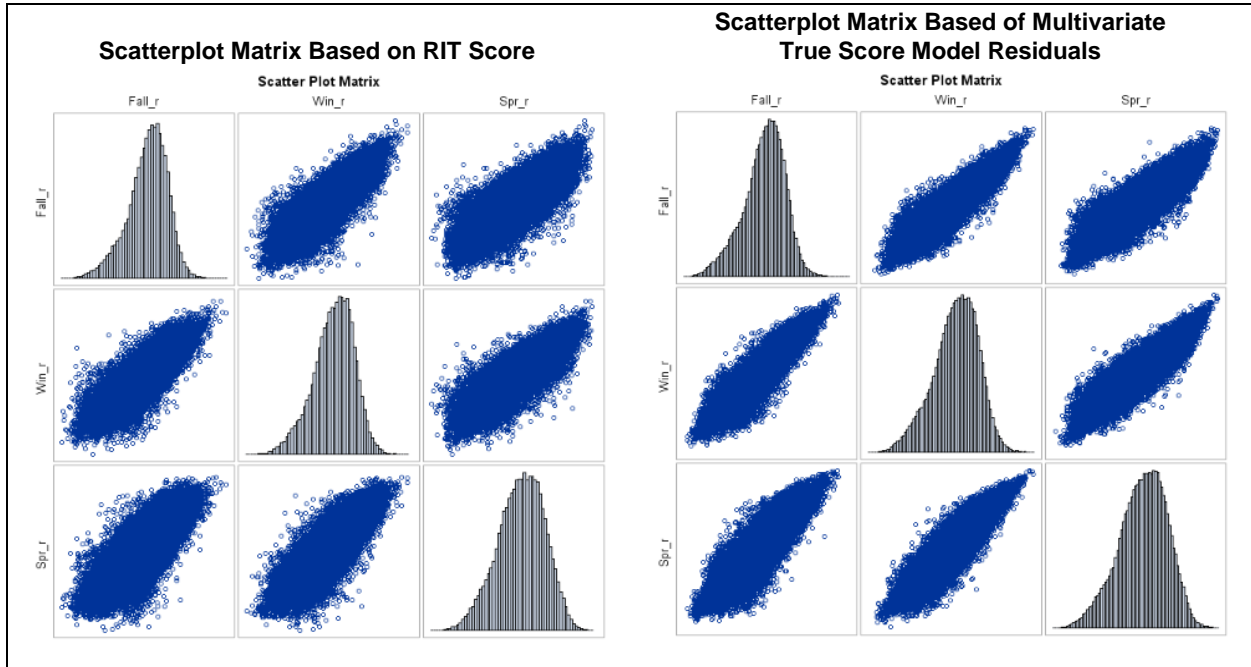 Scatterplot Matrix Based on RIT Score
Scatter Plot Matrix
Fall_r Win_r Spr_r
Fall_r
Win_r
Spr_r
Scatterplot Matrix Based of Multivariate
True Score Model Residuals
Scatter Plot Matrix
Fall_r Win_r Spr_r
Fall_r
Win_r
Spr_r